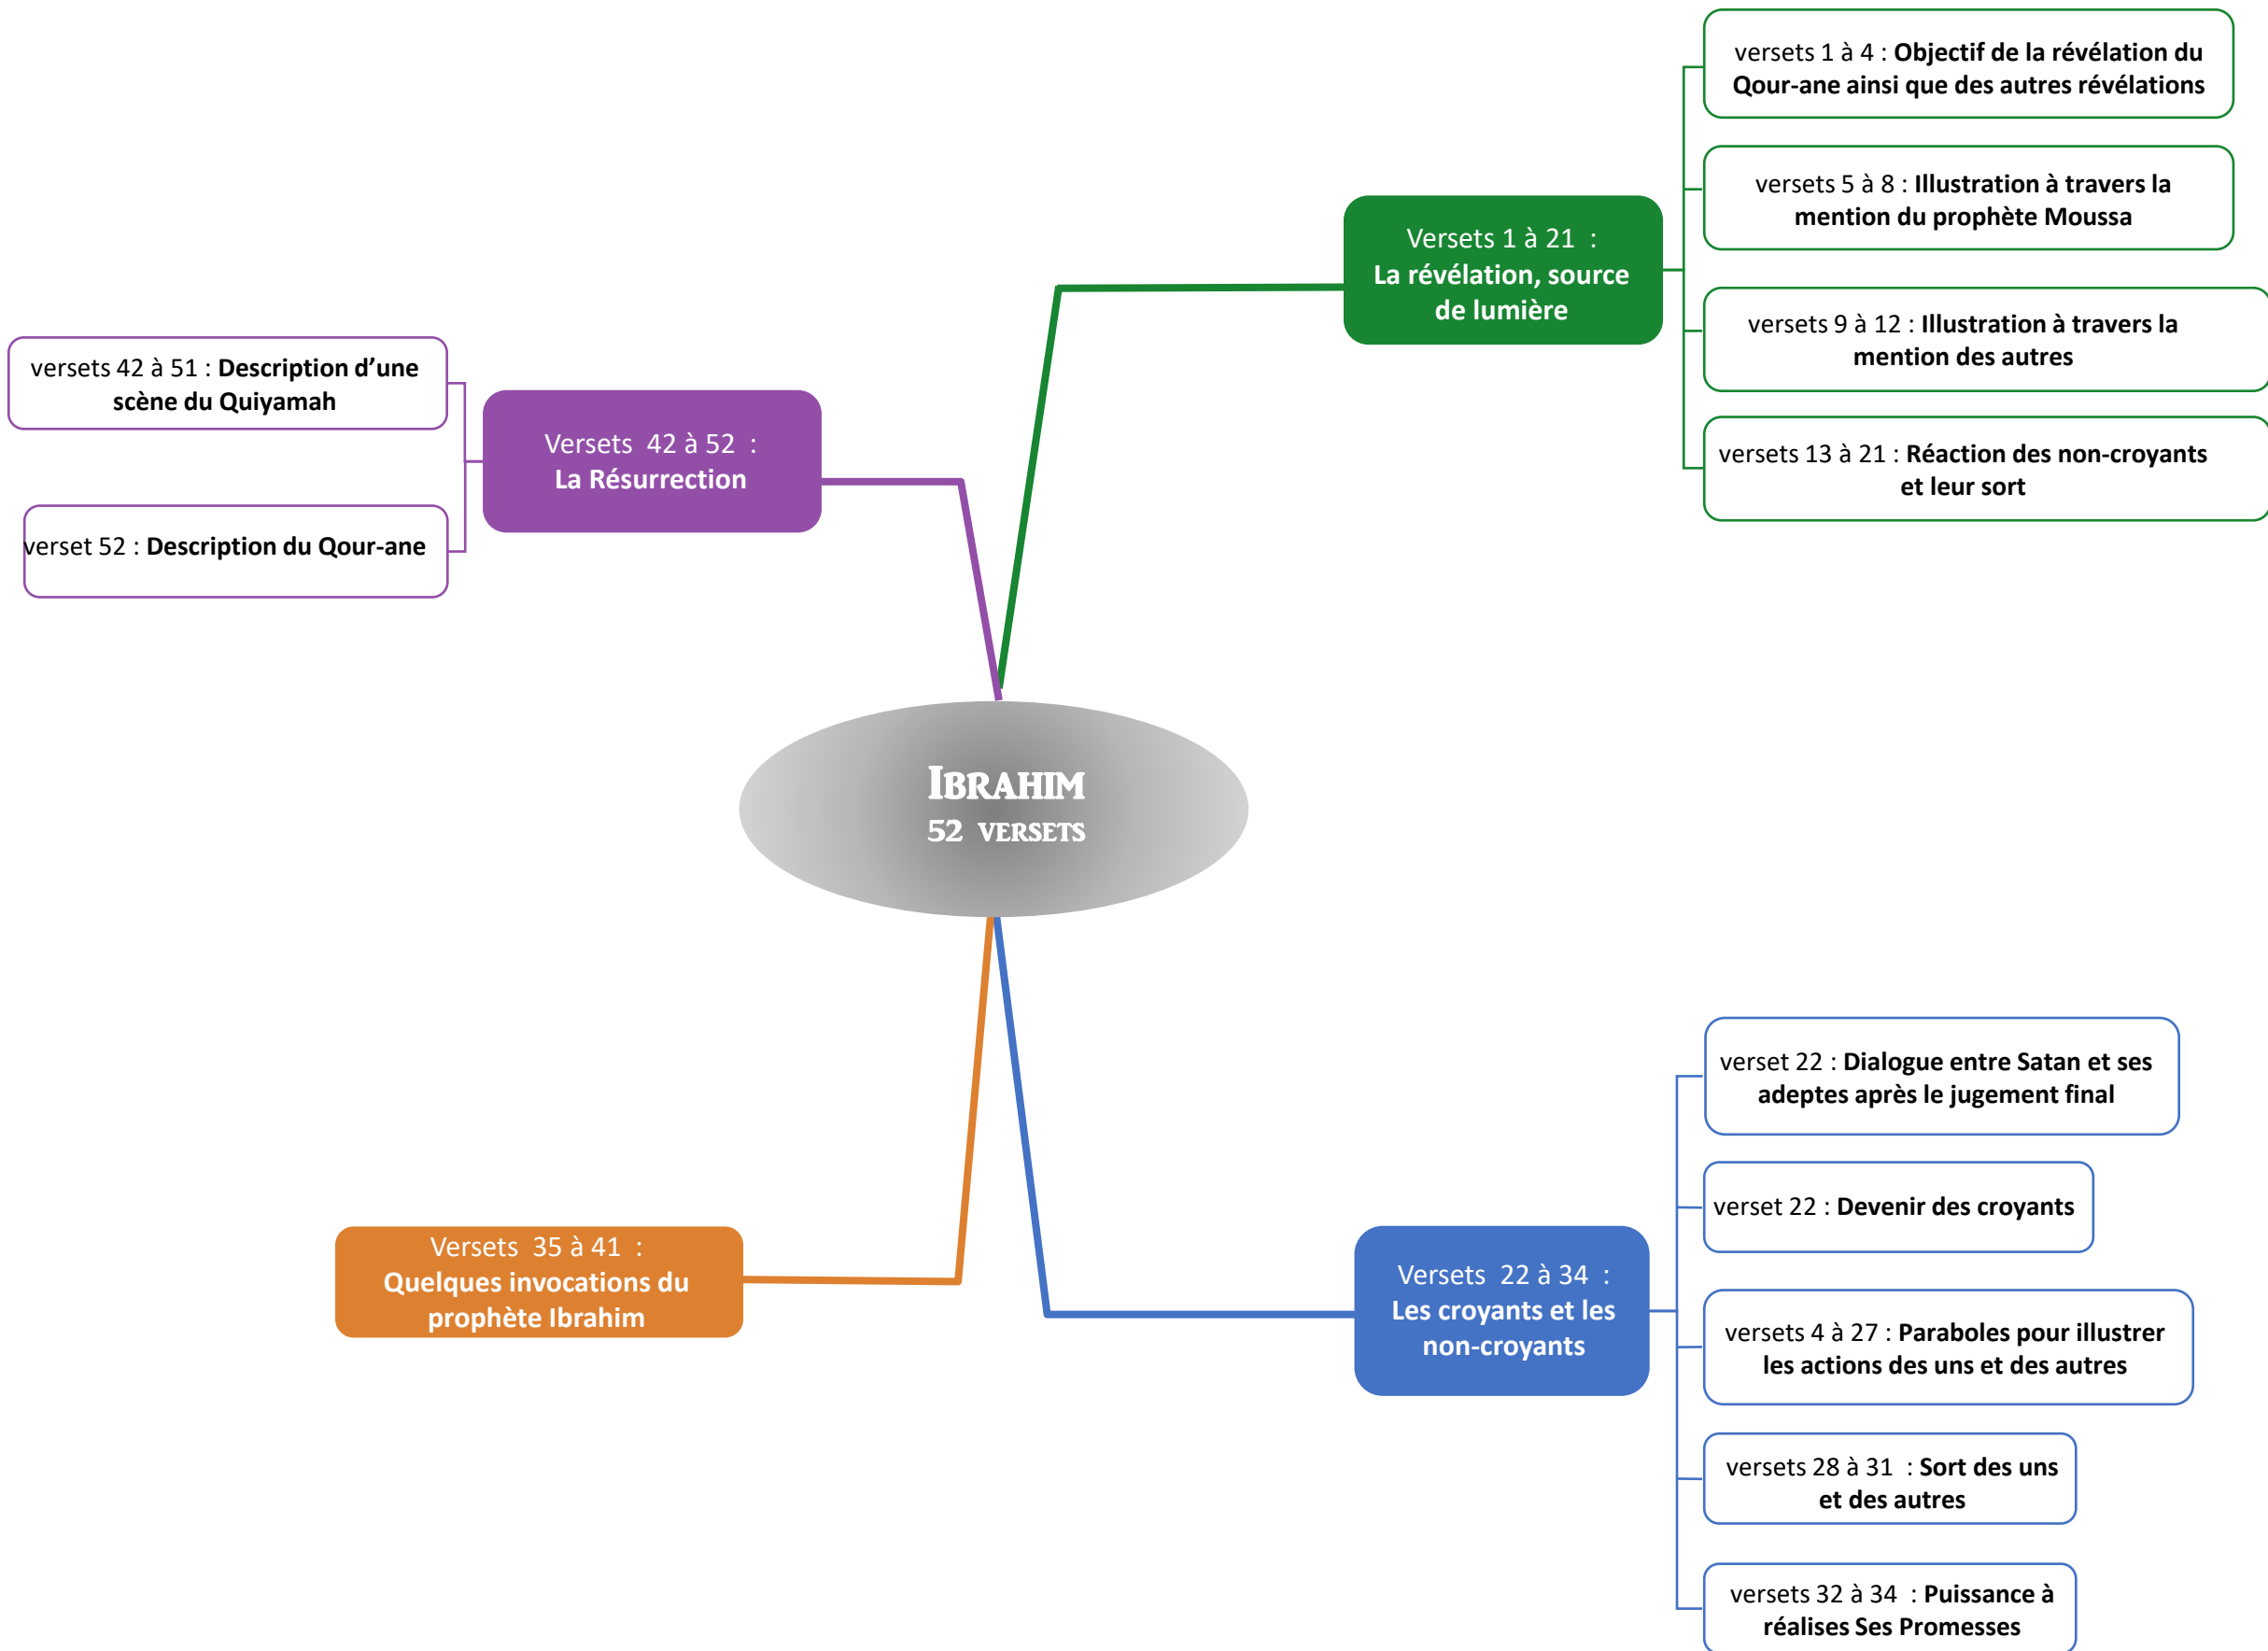 Ibrahim
52 versets
Versets 1 à 21 :
La révélation, source
de lumière
versets 1 à 4 : Objectif de la révélation du
Qour-ane ainsi que des autres révélations
versets 5 à 8 : Illustration à travers la
mention du prophète Moussa
versets 9 à 12 : Illustration à travers la
mention des autres
versets 13 à 21 : Réaction des non-croyants
et leur sort
Versets 22 à 34 :
Les croyants et les
non-croyants
verset 22 : Dialogue entre Satan et ses
adeptes après le jugement final
verset 22 : Devenir des croyants
versets 4 à 27 : Paraboles pour illustrer
les actions des uns et des autres
versets 28 à 31 : Sort des uns
et des autres
versets 32 à 34 : Puissance à
réalises Ses Promesses
Versets 35 à 41 :
Quelques invocations du
prophète Ibrahim
Versets 42 à 52 :
La Résurrection
versets 42 à 51 : Description d’une
scène du Quiyamah
verset 52 : Description du Qour-ane